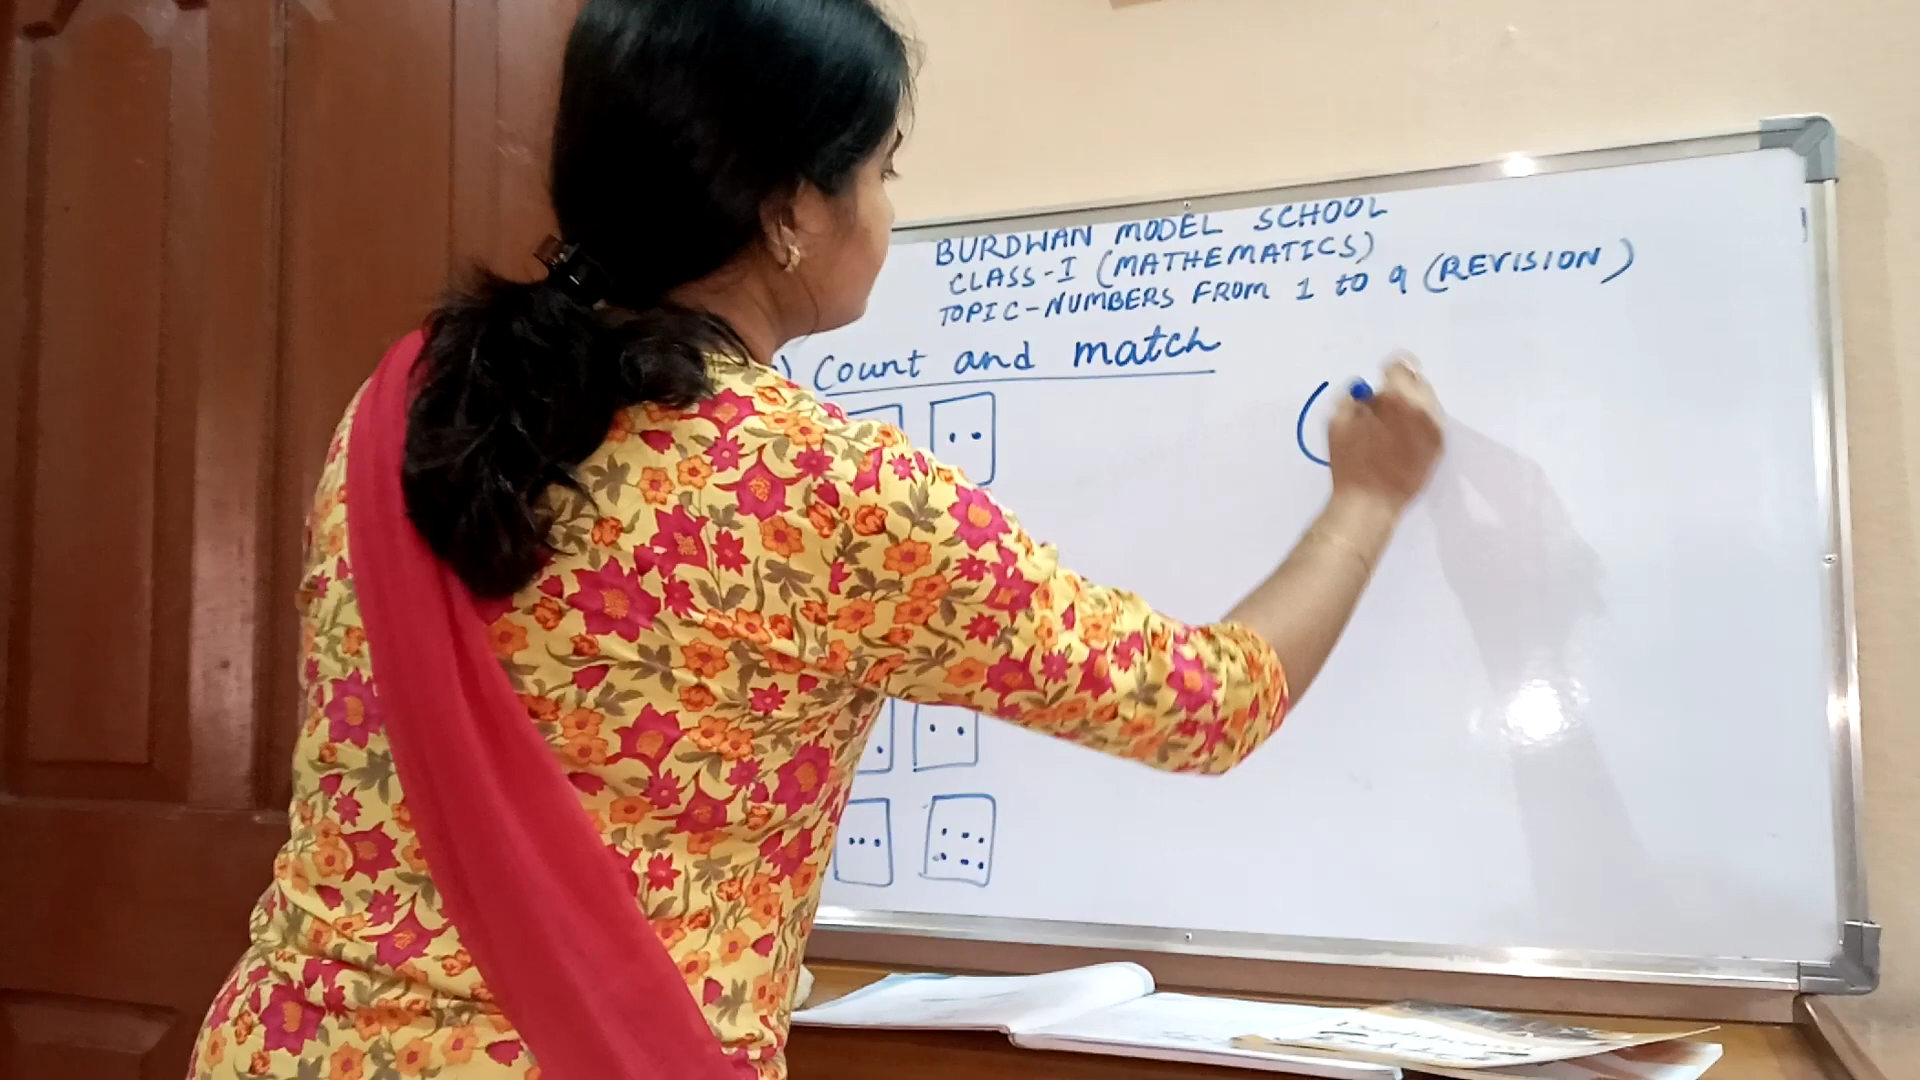 BURDWAN MODEL SCHOOL
CLASS-I (MATHEMATICS)
TOPIC-NUMBERS FROM 1 to 9 (REVISION)
) Count and match